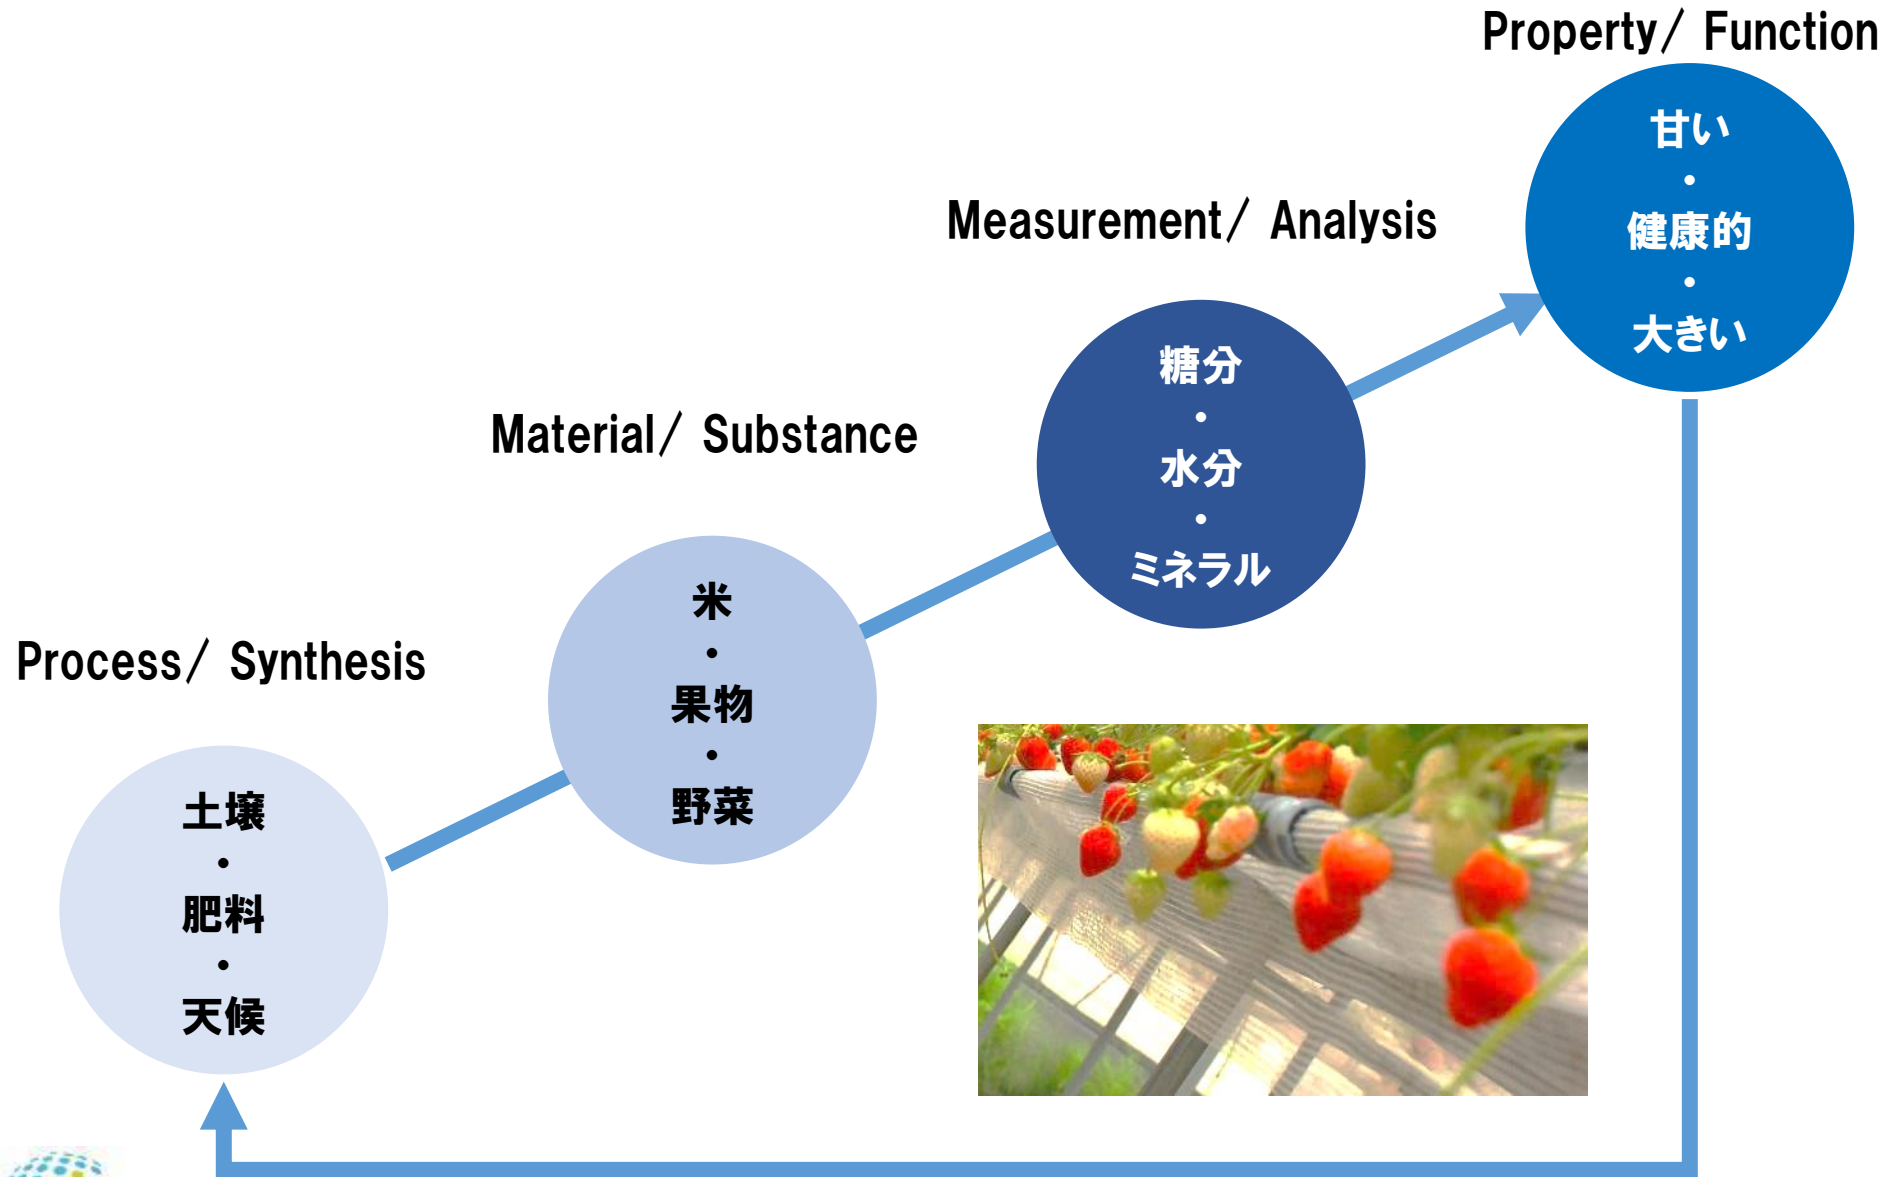 Property/ Function
甘い
・
健康的
・
大きい
Measurement/ Analysis
糖分
・
水分
・
ミネラル
Material/ Substance
米
・
果物
・
野菜
Process/ Synthesis
土壌
・
肥料
・
天候